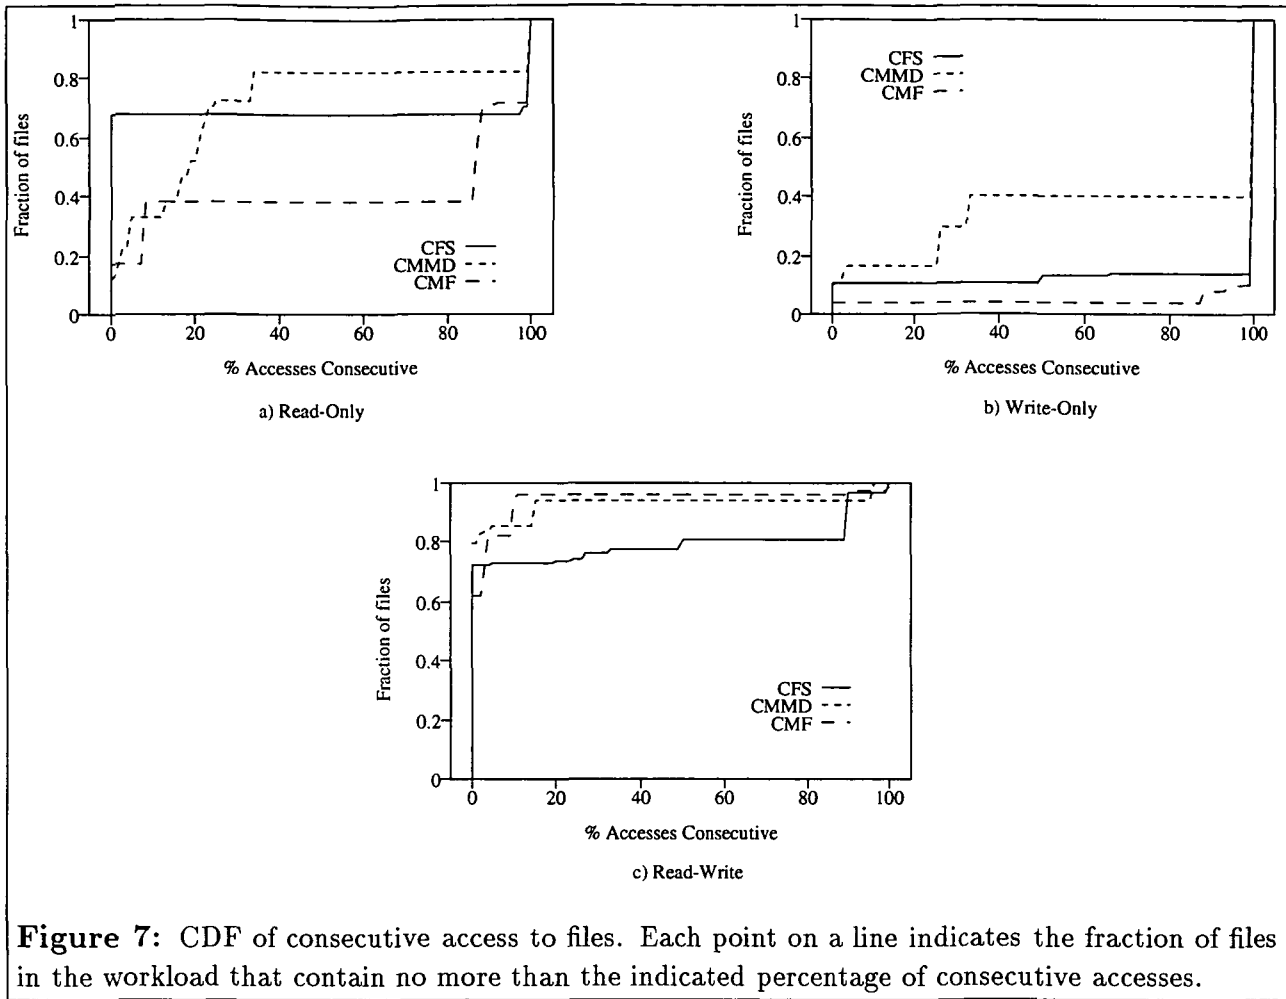 1
0.8
0.6
0.4
0.2
0
Fraction of files
CFS
CMMD
CMF
0 20 40 60 80 100
% Accesses Consecutive
a) Read-Only
1
0.8
0.6
0.4
0.2
0
Fraction of files
CFS
CMMD
CMF
0 20 40 60 80 100
% Accesses Consecutive
b) Write-Only
1
0.8
0.6
0.4
0.2
0
Fraction of files
CFS
CMMD
CMF
0 20 40 60 80 100
% Accesses Consecutive
c) Read-Write
Figure 7: CDF of consecutive access to files. Each point on a line indicates the fraction of files
in the workload that contain no more than the indicated percentage of consecutive accesses.